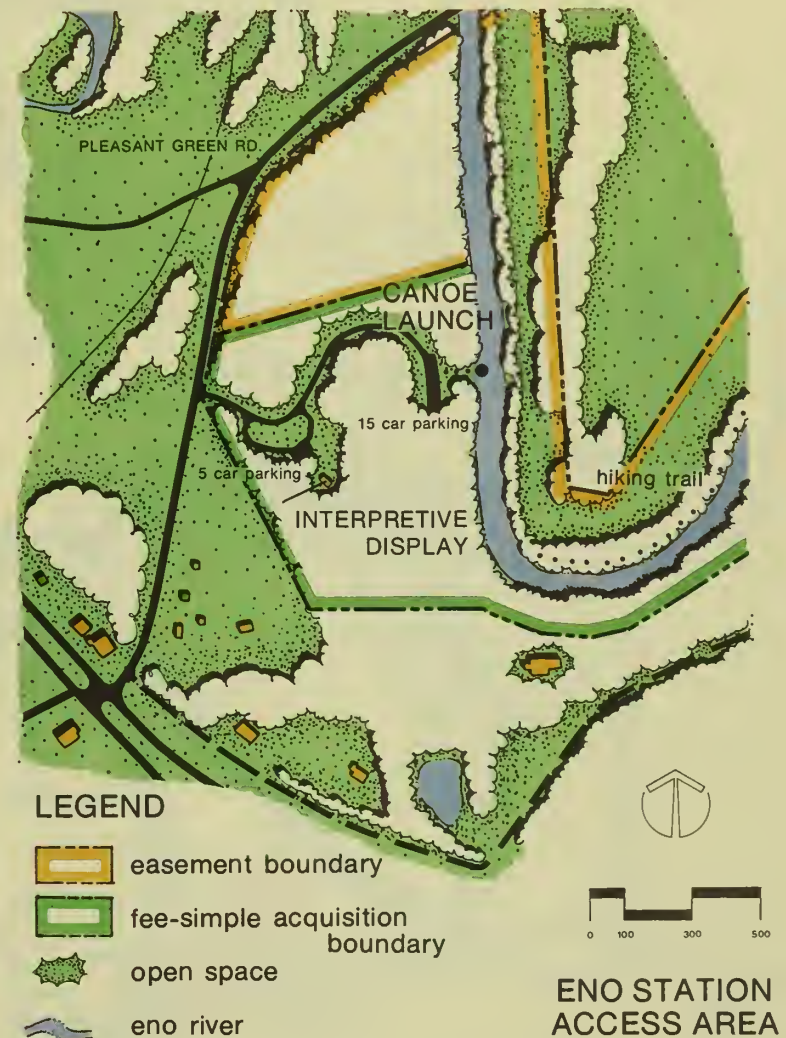 PLEASANT GREEN RD.
CANOE
LAUNCH
15 car parking
5 car parking
hiking trail
INTERPRETIVE
DISPLAY
LEGEND
easement boundary
fee-simple acquisition
boundary
open space
eno river
0 100 300 500
ENO STATION
ACCESS AREA